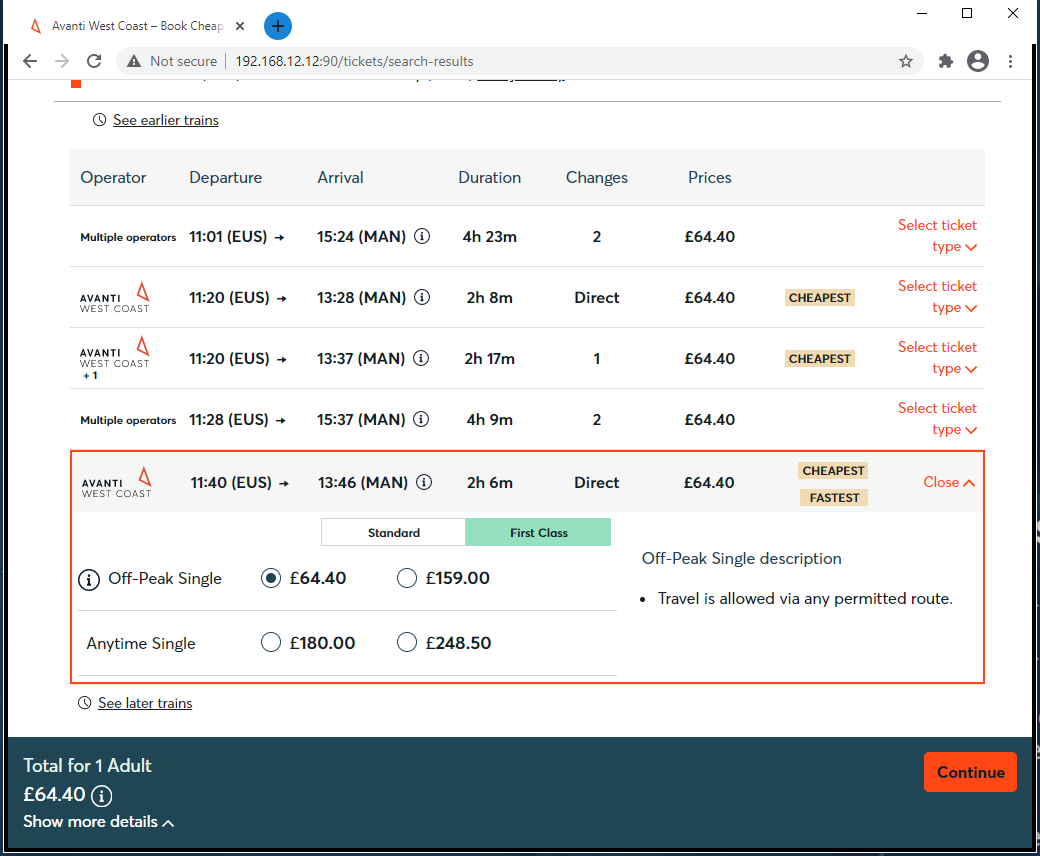 Avanti West Coast – Book Cheap
Not secure
192.168.12.12:90/tickets/search-results
See earlier trains
Operator Departure Arrival Duration Changes Prices
Multiple operators 11:01 (EUS) → 15:24 (MAN) 4h 23m 2 £64.40 Select ticket
type
AVANTI
WEST COAST
11:20 (EUS) → 13:28 (MAN) 2h 8m Direct £64.40 CHEAPEST Select ticket
type
AVANTI
WEST COAST
+ 1
11:20 (EUS) → 13:37 (MAN) 2h 17m 1 £64.40 CHEAPEST Select ticket
type
Multiple operators 11:28 (EUS) → 15:37 (MAN) 4h 9m 2 £64.40 Select ticket
type
AVANTI
WEST COAST
11:40 (EUS) → 13:46 (MAN) 2h 6m Direct £64.40 CHEAPEST
FASTEST
Close
Standard First Class
Off-Peak Single £64.40 £159.00
Anytime Single £180.00 £248.50
Off-Peak Single description
• Travel is allowed via any permitted route.
See later trains
Total for 1 Adult
£64.40
Show more details
Continue